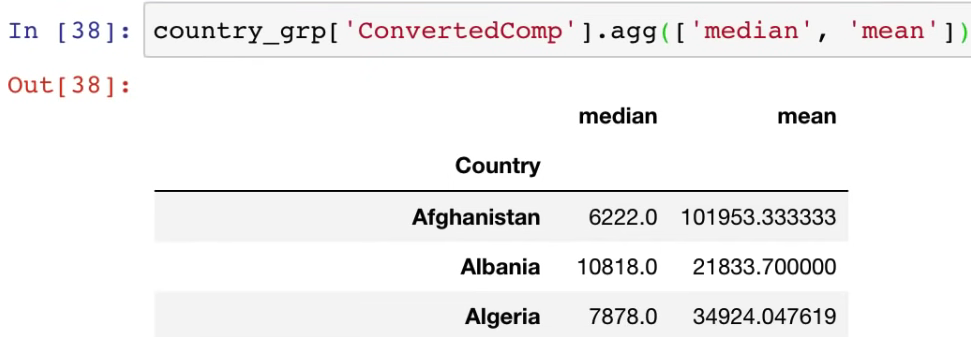 In [38]: country_grp['ConvertedComp'].agg(['median', 'mean'])
Out[38]:
median mean
Country
Afghanistan 6222.0 101953.333333
Albania 10818.0 21833.700000
Algeria 7878.0 34924.047619